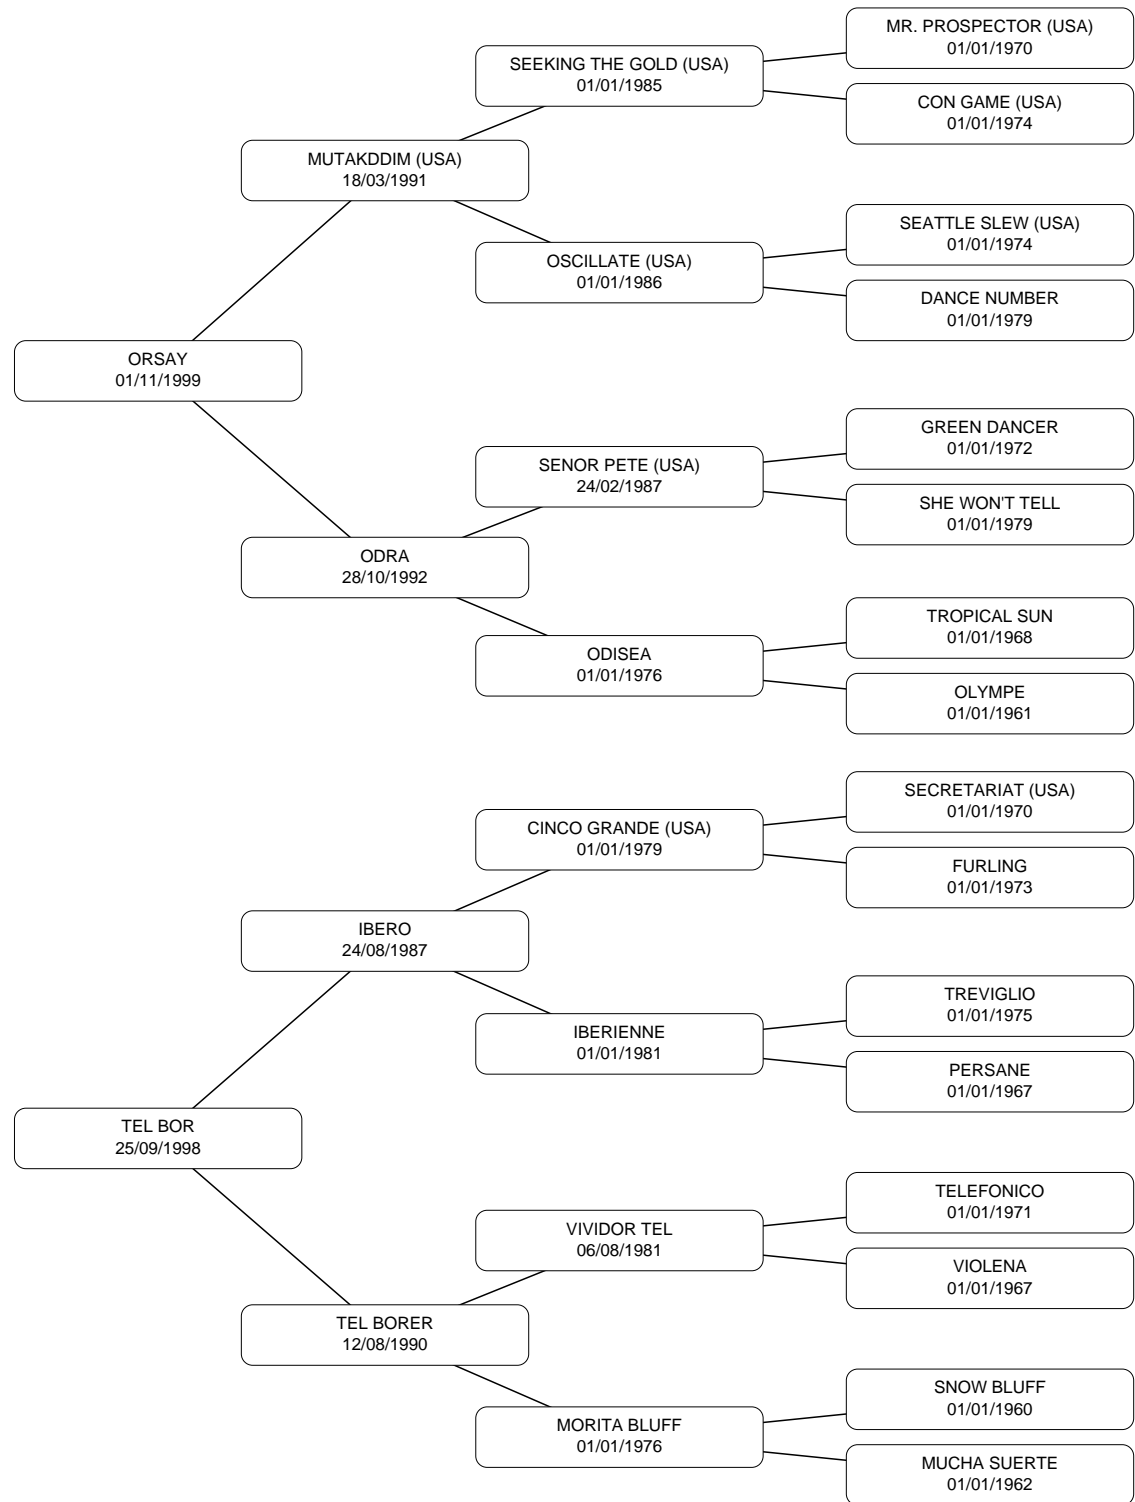 MR. PROSPECTOR (USA)
01/01/1970
SEEKING THE GOLD (USA)
01/01/1985
CON GAME (USA)
01/01/1974
MUTAKDDIM (USA)
18/03/1991
SEATTLE SLEW (USA)
01/01/1974
OSCILLATE (USA)
01/01/1986
DANCE NUMBER
01/01/1979
ORSAY
01/11/1999
GREEN DANCER
01/01/1972
SENOR PETE (USA)
24/02/1987
SHE WON'T TELL
01/01/1979
ODRA
28/10/1992
TROPICAL SUN
01/01/1968
ODISEA
01/01/1976
OLYMPE
01/01/1961
SECRETARIAT (USA)
01/01/1970
CINCO GRANDE (USA)
01/01/1979
FURLING
01/01/1973
IBERO
24/08/1987
TREVIGLIO
01/01/1975
IBERIENNE
01/01/1981
PERSANE
01/01/1967
TEL BOR
25/09/1998
TELEFONICO
01/01/1971
VIVIDOR TEL
06/08/1981
VIOLENA
01/01/1967
TEL BORER
12/08/1990
SNOW BLUFF
01/01/1960
MORITA BLUFF
01/01/1976
MUCHA SUERTE
01/01/1962